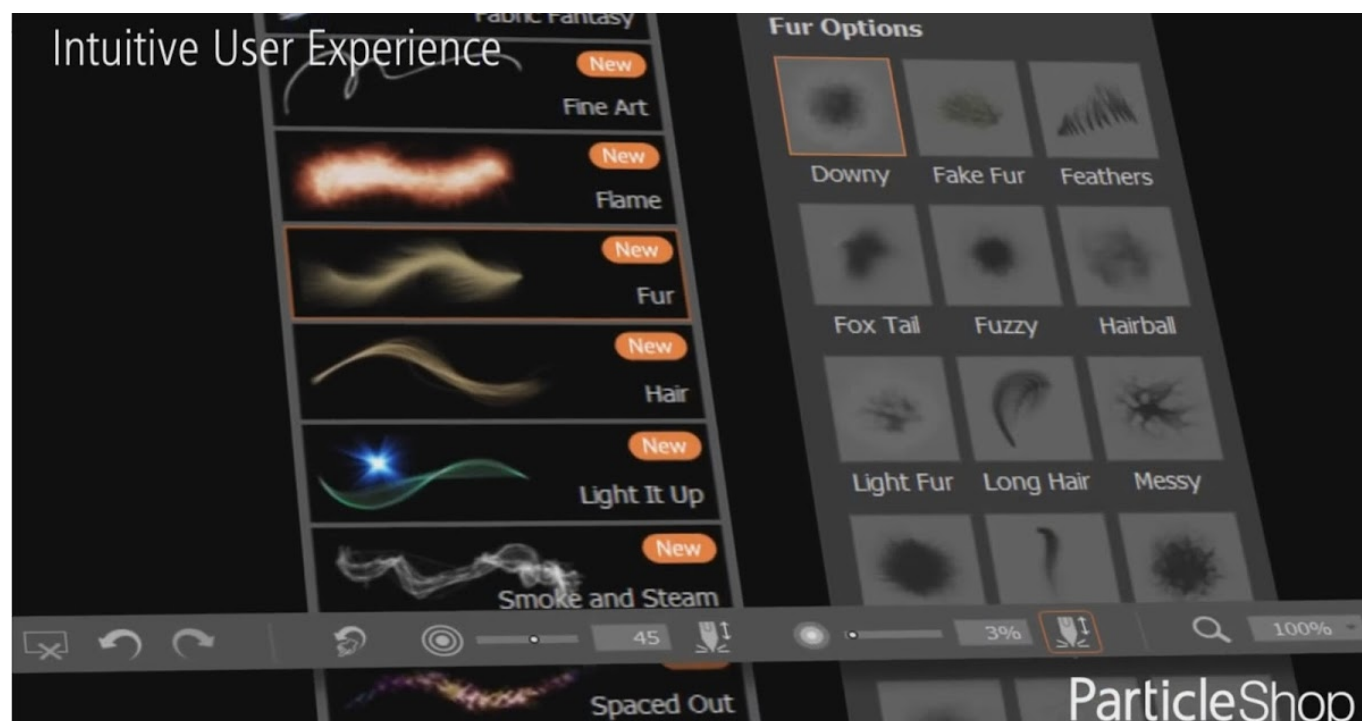 Fabric Fantasy
Intuitive User Experience
New
Fine Art
New
Flame
New
Fur
New
Hair
New
Light It Up
New
Smoke and Steam
Spaced Out
Fur Options
Downy Fake Fur Feathers
Fox Tail Fuzzy Hairball
Light Fur Long Hair Messy
45
3%
100%
ParticleShop